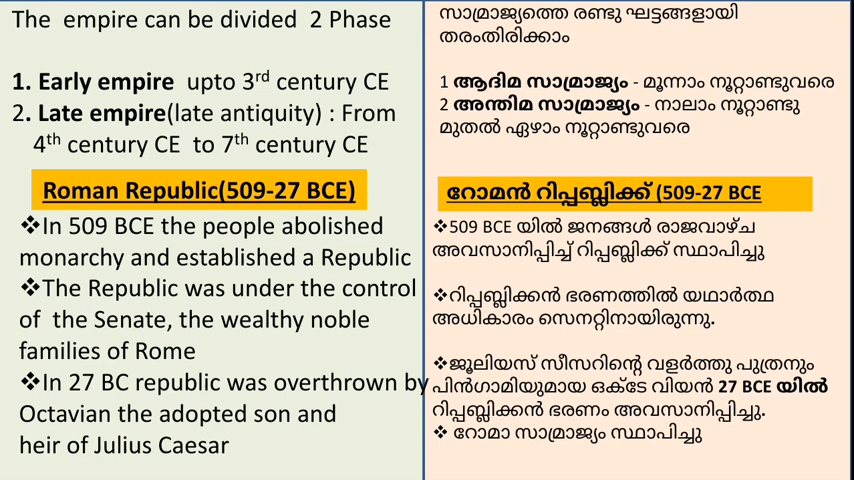 The empire can be divided 2 Phase
1. Early empire upto 3rd century CE
2. Late empire(late antiquity) : From
4th century CE to 7th century CE
Roman Republic(509-27 BCE)
❖In 509 BCE the people abolished
monarchy and established a Republic
❖The Republic was under the control
of the Senate, the wealthy noble
families of Rome
❖In 27 BC republic was overthrown by
Octavian the adopted son and
heir of Julius Caesar
സാമ്രാജ്യത്തെ രണ്ടു ഘട്ടങ്ങളായി
തരംതിരിക്കാം
1 ആദിമ സാമ്രാജ്യം - മൂന്നാം നൂറ്റാണ്ടുവരെ
2 അന്തിമ സാമ്രാജ്യം - നാലാം നൂറ്റാണ്ടു
മുതൽ ഏഴാം നൂറ്റാണ്ടുവരെ
റോമൻ റിപ്പബ്ലിക്ക് (509-27 BCE
❖509 BCE യിൽ ജനങ്ങൾ രാജവാഴ്ച
അവസാനിപ്പിച്ച് റിപ്പബ്ലിക്ക് സ്ഥാപിച്ചു
❖റിപ്പബ്ലിക്കൻ ഭരണത്തിൽ യഥാർത്ഥ
അധികാരം സെനറ്റിനായിരുന്നു.
❖ജൂലിയസ് സീസറിന്റെ വളർത്തു പുത്രനും
പിൻഗാമിയുമായ ഒക്ടേ വിയൻ 27 BCE യിൽ
റിപ്പബ്ലിക്കൻ ഭരണം അവസാനിപ്പിച്ചു.
❖ റോമാ സാമ്രാജ്യം സ്ഥാപിച്ചു